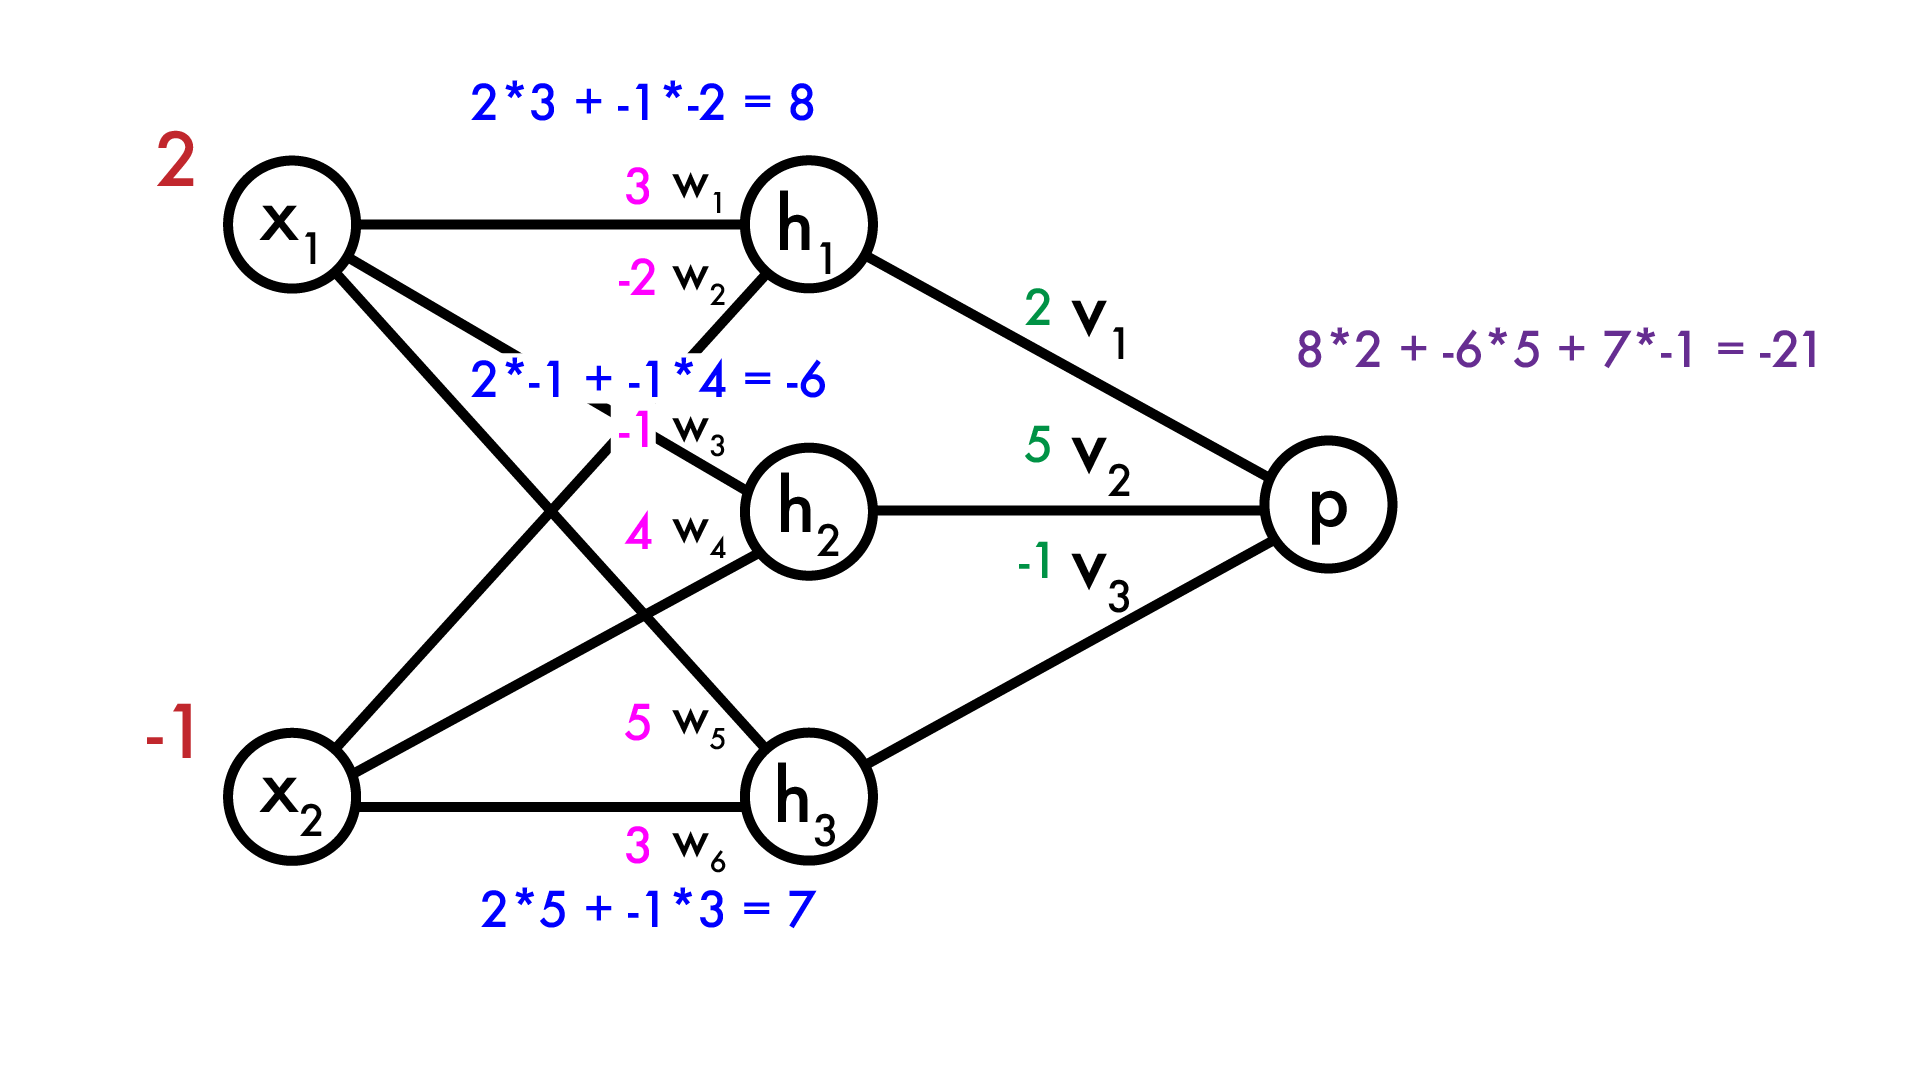 2*3 + -1*-2 = 8
2
3 w1
x1
h1
-2 w2
2 v1
8*2 + -6*5 + 7*-1 = -21
2*-1 + -1*4 = -6
-1 w3
5 v2
h2
p
4 w4
-1 v3
5 w5
-1
x2
h3
3 w6
2*5 + -1*3 = 7